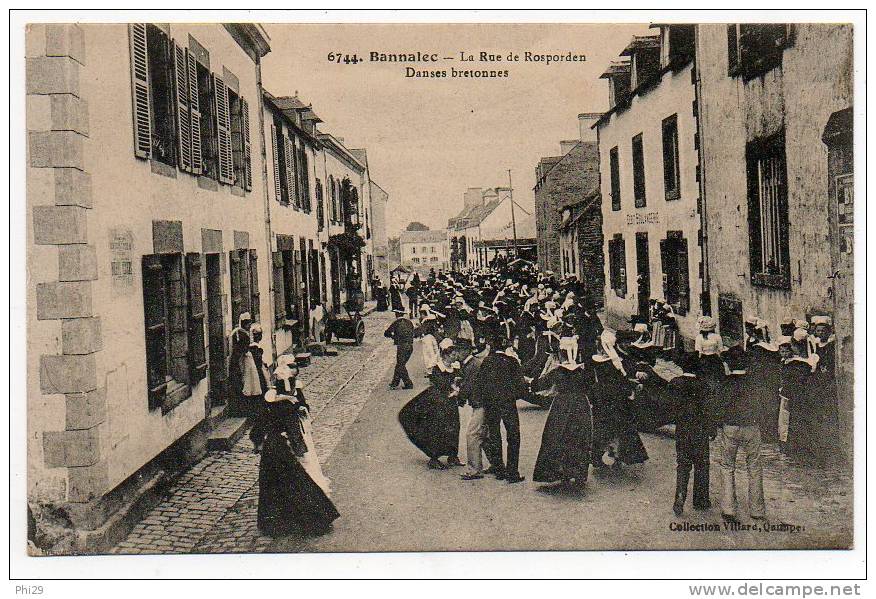 6744. Bannalec – La Rue de Rosporden
Danses bretonnes
Collection Villard, Quimper
Phi29
www.delcampe.net